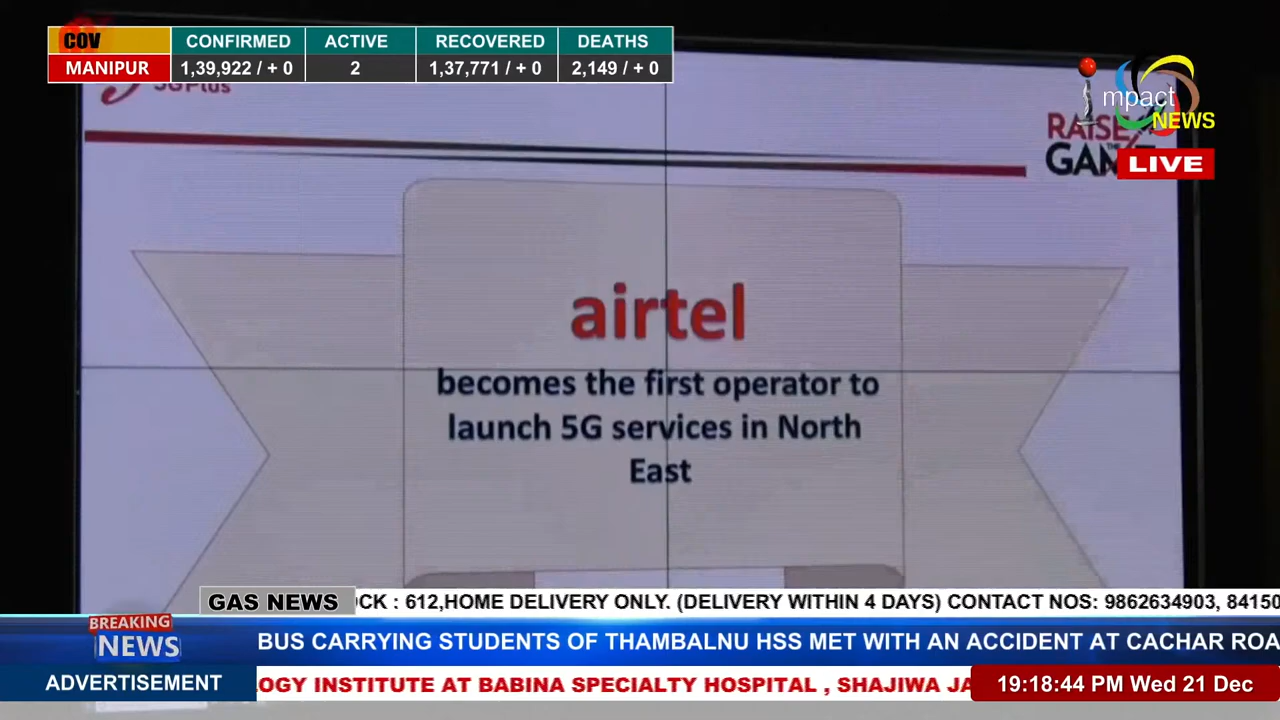 COV CONFIRMED ACTIVE RECOVERED DEATHS
MANIPUR 1,39,922 / + 0 2 1,37,771 / + 0 2,149 / + 0
5G Plus
impact
NEWS
RAISE
THE
GAME
LIVE
airtel
becomes the first operator to
launch 5G services in North
East
GAS NEWS OCK : 612,HOME DELIVERY ONLY. (DELIVERY WITHIN 4 DAYS) CONTACT NOS: 9862634903, 84150
BREAKING
NEWS
BUS CARRYING STUDENTS OF THAMBALNU HSS MET WITH AN ACCIDENT AT CACHAR ROA
ADVERTISEMENT OGY INSTITUTE AT BABINA SPECIALTY HOSPITAL , SHAJIWA JA 19:18:44 PM Wed 21 Dec